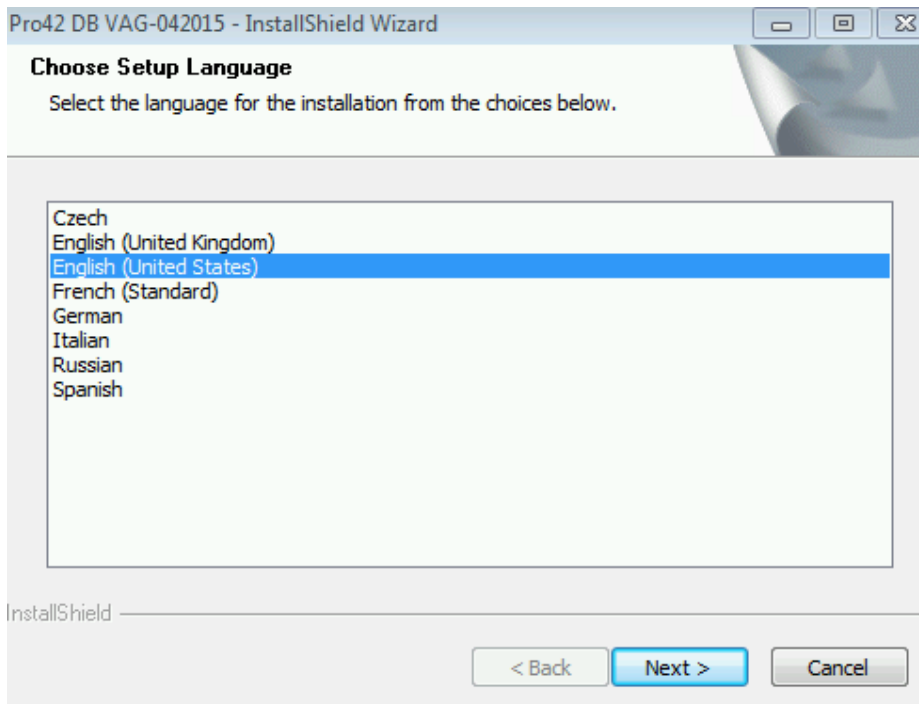 Pro42 DB VAG-042015 - InstallShield Wizard
Choose Setup Language
Select the language for the installation from the choices below.
Czech
English (United Kingdom)
English (United States)
French (Standard)
German
Italian
Russian
Spanish
InstallShield
< Back Next > Cancel